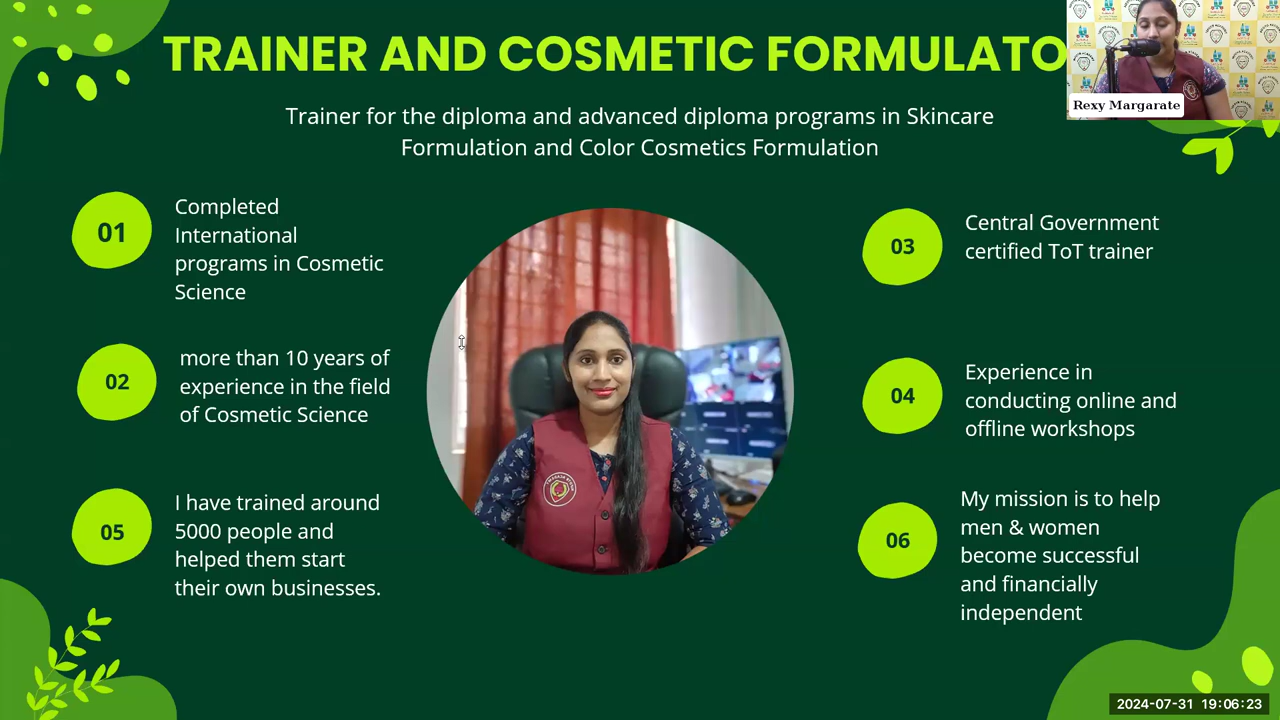 TRAINER AND COSMETIC FORMULATO
Rexy Margarate
Trainer for the diploma and advanced diploma programs in Skincare
Formulation and Color Cosmetics Formulation
01
Completed
International
programs in Cosmetic
Science
02
more than 10 years of
experience in the field
of Cosmetic Science
05
I have trained around
5000 people and
helped them start
their own businesses.
03
Central Government
certified ToT trainer
04
Experience in
conducting online and
offline workshops
06
My mission is to help
men & women
become successful
and financially
independent
2024-07-31 19:06:23